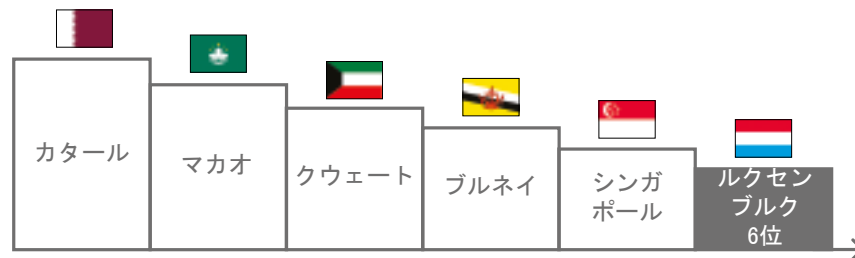 カタール
マカオ
クウェート
ブルネイ
シンガ
ポール
ルクセン
ブルク
6位